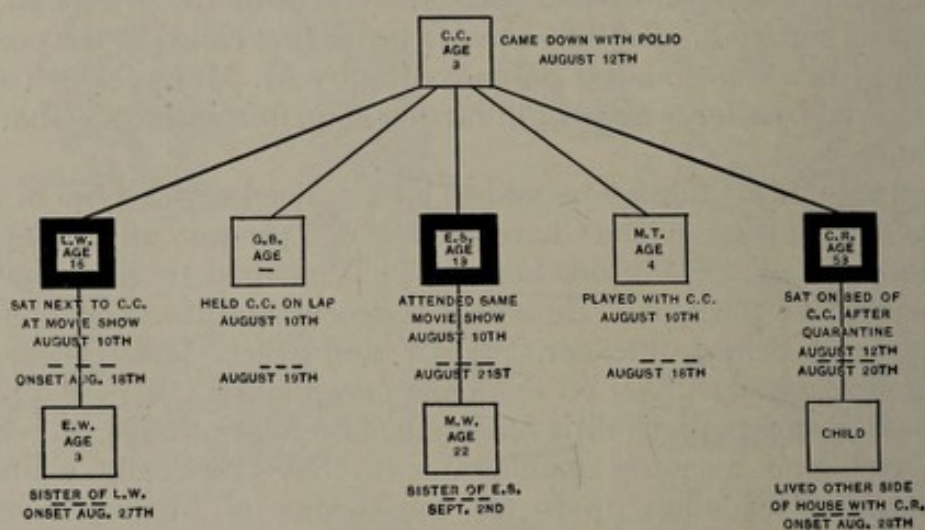 C.C.
AGE
3
CAME DOWN WITH POLIO
AUGUST 12TH
L.W.
AGE
15
SAT NEXT TO C.C.
AT MOVIE SHOW
AUGUST 10TH
ONSET AUG. 18TH
G.B.
AGE
—
HELD C.C. ON LAP
AUGUST 10TH
AUGUST 19TH
E.S.
AGE
13
ATTENDED SAME
MOVIE SHOW
AUGUST 10TH
AUGUST 21ST
M.T.
AGE
4
PLAYED WITH C.C.
AUGUST 10TH
AUGUST 18TH
C.R.
AGE
53
SAT ON BED OF
C.C. AFTER
QUARANTINE
AUGUST 12TH
AUGUST 20TH
E.W.
AGE
3
SISTER OF L.W.
ONSET AUG. 27TH
M.W.
AGE
22
SISTER OF E.S.
SEPT. 2ND
CHILD
LIVED OTHER SIDE
OF HOUSE WITH C.R.
ONSET AUG. 28TH